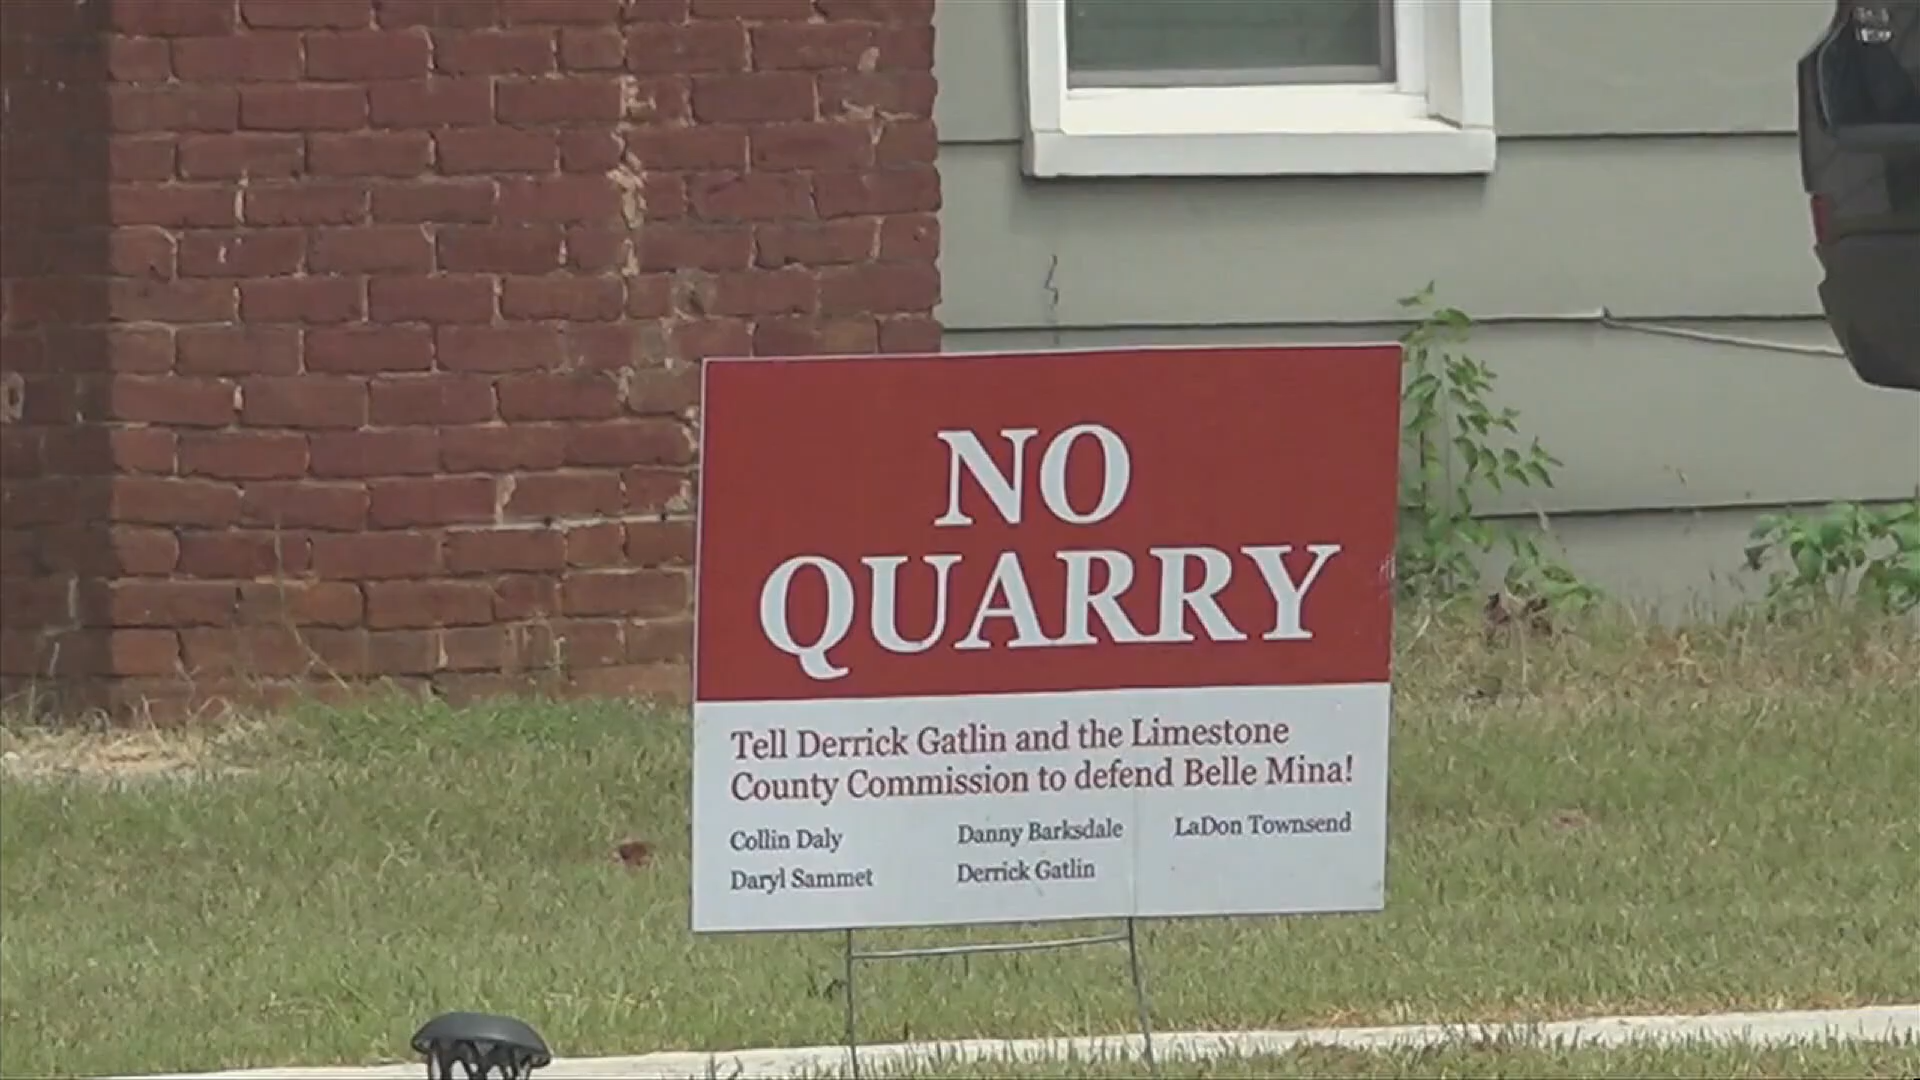 NO
QUARRY
Tell Derrick Gatlin and the Limestone
County Commission to defend Belle Mina!
Collin Daly
Daryl Sammet
Danny Barksdale
Derrick Gatlin
LaDon Townsend